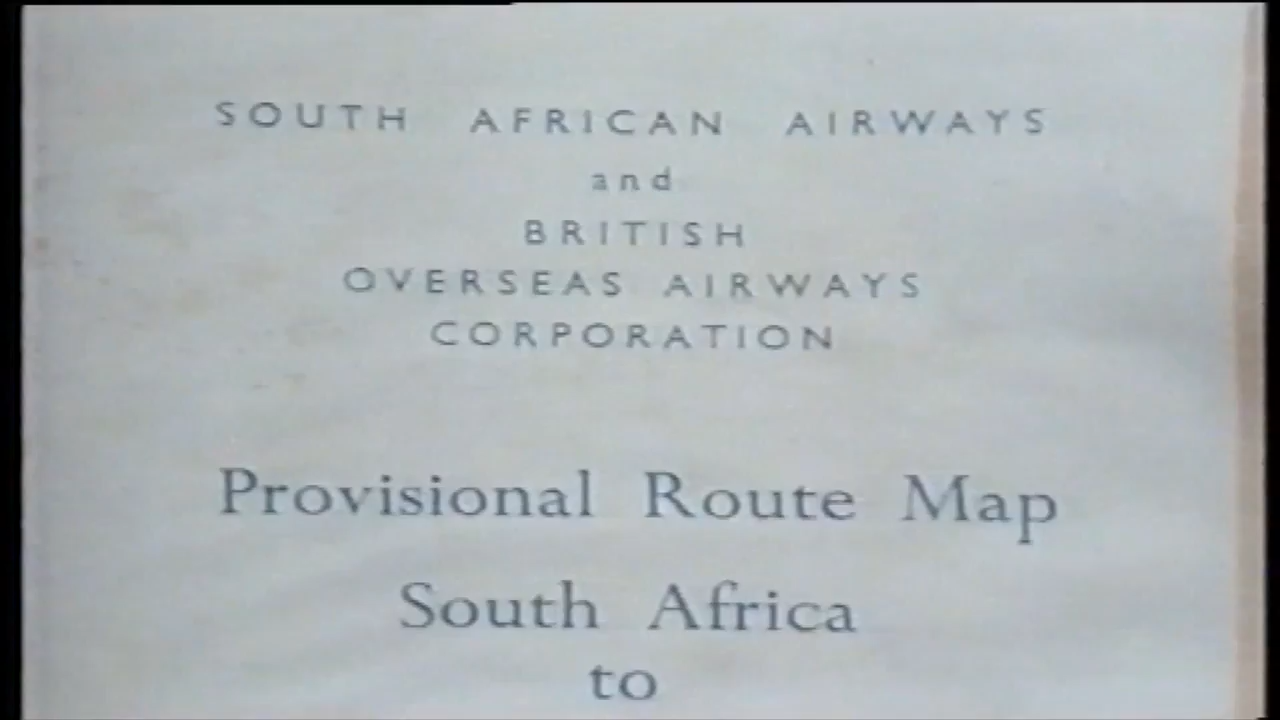 SOUTH AFRICAN AIRWAYS
and
BRITISH
OVERSEAS AIRWAYS
CORPORATION
Provisional Route Map
South Africa
to